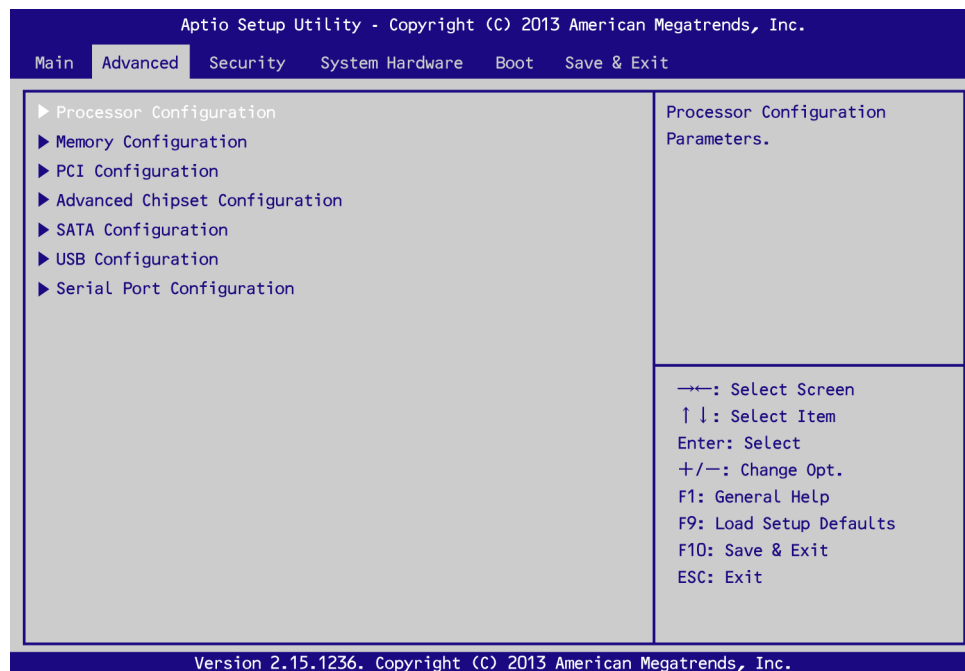 Aptio Setup Utility - Copyright (C) 2013 American Megatrends, Inc.
Main Advanced Security System Hardware Boot Save & Exit
▶ Processor Configuration
▶ Memory Configuration
▶ PCI Configuration
▶ Advanced Chipset Configuration
▶ SATA Configuration
▶ USB Configuration
▶ Serial Port Configuration
Processor Configuration
Parameters.
→←: Select Screen
↑↓: Select Item
Enter: Select
+/-: Change Opt.
F1: General Help
F9: Load Setup Defaults
F10: Save & Exit
ESC: Exit
Version 2.15.1236. Copyright (C) 2013 American Megatrends, Inc.